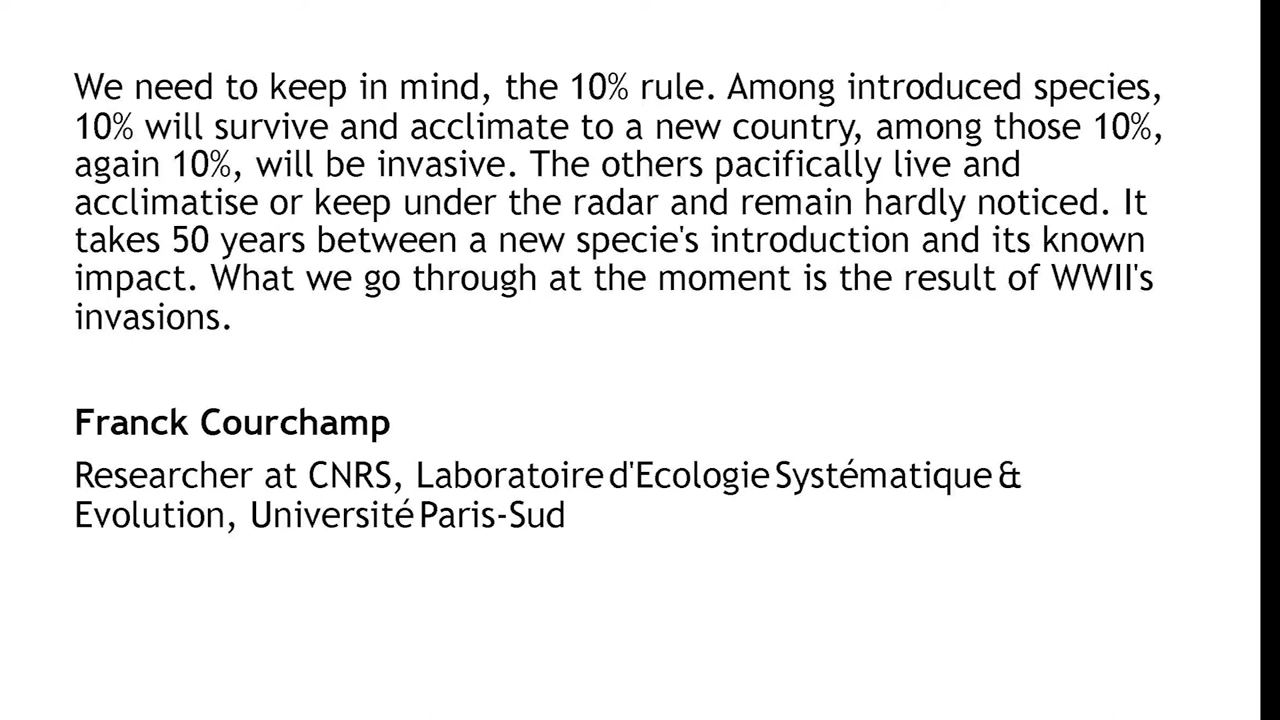 We need to keep in mind, the 10% rule. Among introduced species,
10% will survive and acclimate to a new country, among those 10%,
again 10%, will be invasive. The others pacifically live and
acclimatise or keep under the radar and remain hardly noticed. It
takes 50 years between a new specie's introduction and its known
impact. What we go through at the moment is the result of WWII's
invasions.
Franck Courchamp
Researcher at CNRS, Laboratoire d'Ecologie Systématique &
Evolution, Université Paris-Sud